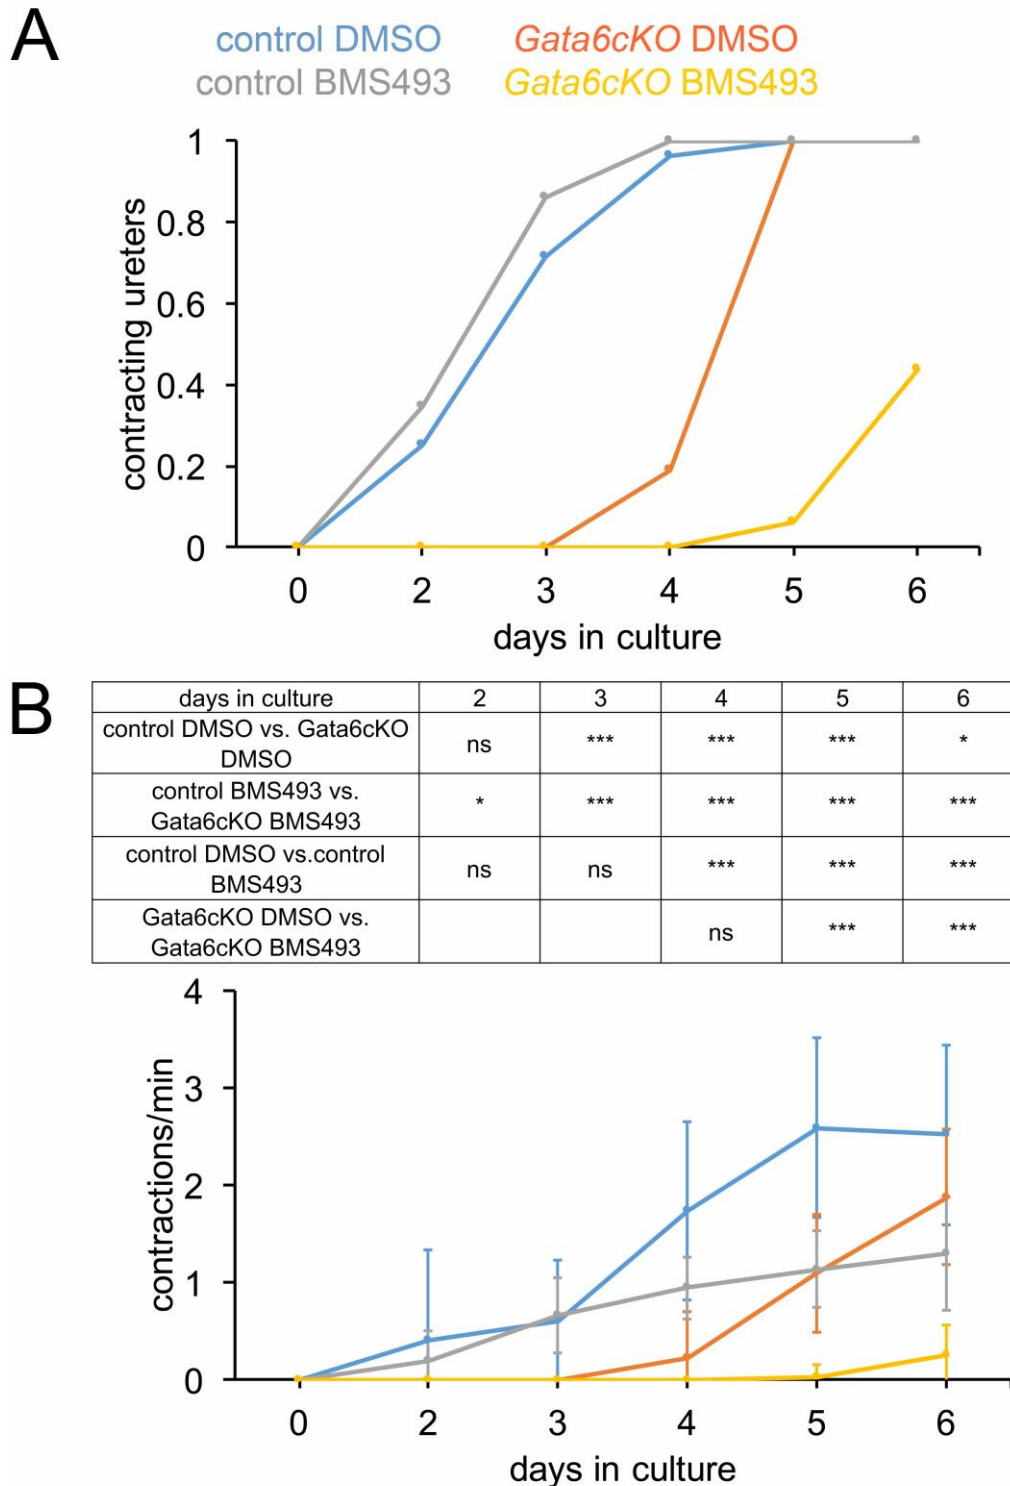 A
control DMSO Gata6cKO DMSO
control BMS493 Gata6cKO BMS493
1
0.8
0.6
0.4
0.2
0
contracting ureters
0 2 3 4 5 6
days in culture
B
days in culture 2 3 4 5 6
control DMSO vs. Gata6cKO
DMSO
ns *** *** *** *
control BMS493 vs.
Gata6cKO BMS493
* *** *** *** ***
control DMSO vs.control
BMS493
ns ns *** *** ***
Gata6cKO DMSO vs.
Gata6cKO BMS493
ns *** ***
4
3
2
1
0
contractions/min
0 2 3 4 5 6
days in culture